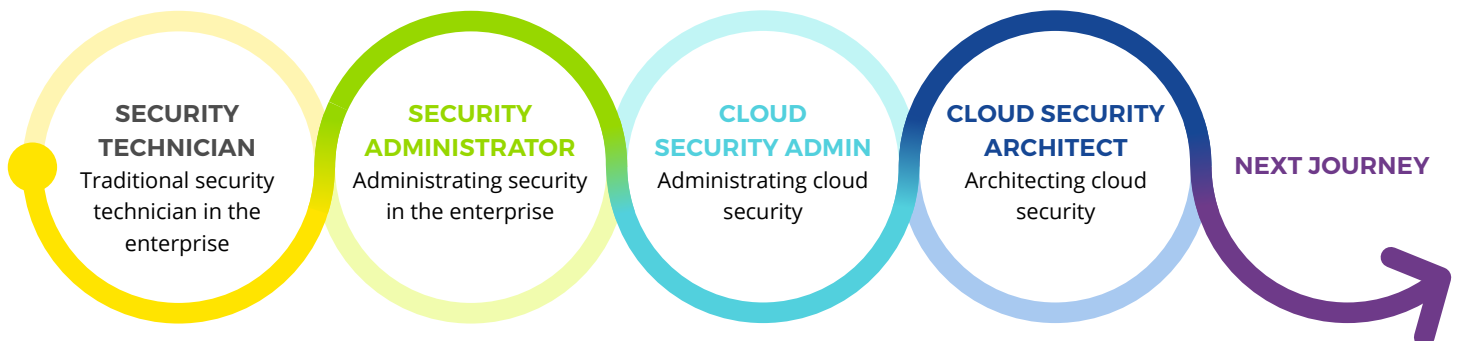 SECURITY
TECHNICIAN
Traditional security
technician in the
enterprise
SECURITY
ADMINISTRATOR
Administrating security
in the enterprise
CLOUD
SECURITY ADMIN
Administrating cloud
security
CLOUD SECURITY
ARCHITECT
Architecting cloud
security
NEXT JOURNEY